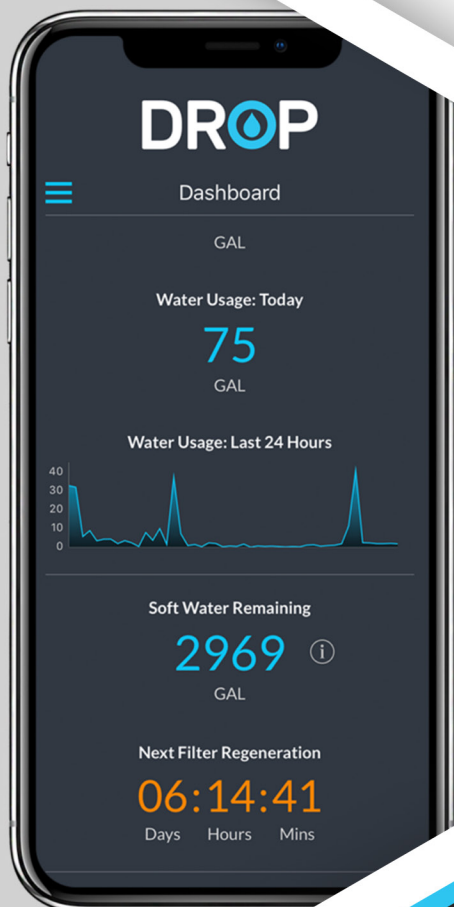 DROP
Dashboard
GAL
Water Usage: Today
75
GAL
Water Usage: Last 24 Hours
40
30
20
10
0
Soft Water Remaining
2969 i
GAL
Next Filter Regeneration
06:14:41
Days Hours Mins